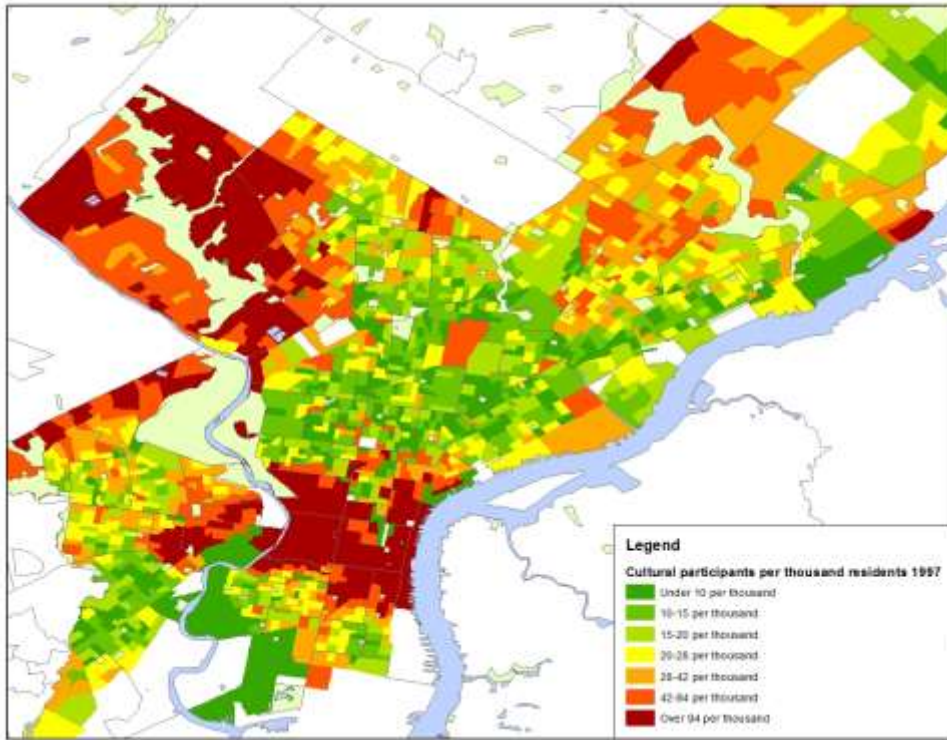 Legend
Cultural participants per thousand residents 1997
Under 10 per thousand
10-15 per thousand
15-20 per thousand
20-28 per thousand
28-42 per thousand
42-84 per thousand
Over 94 per thousand